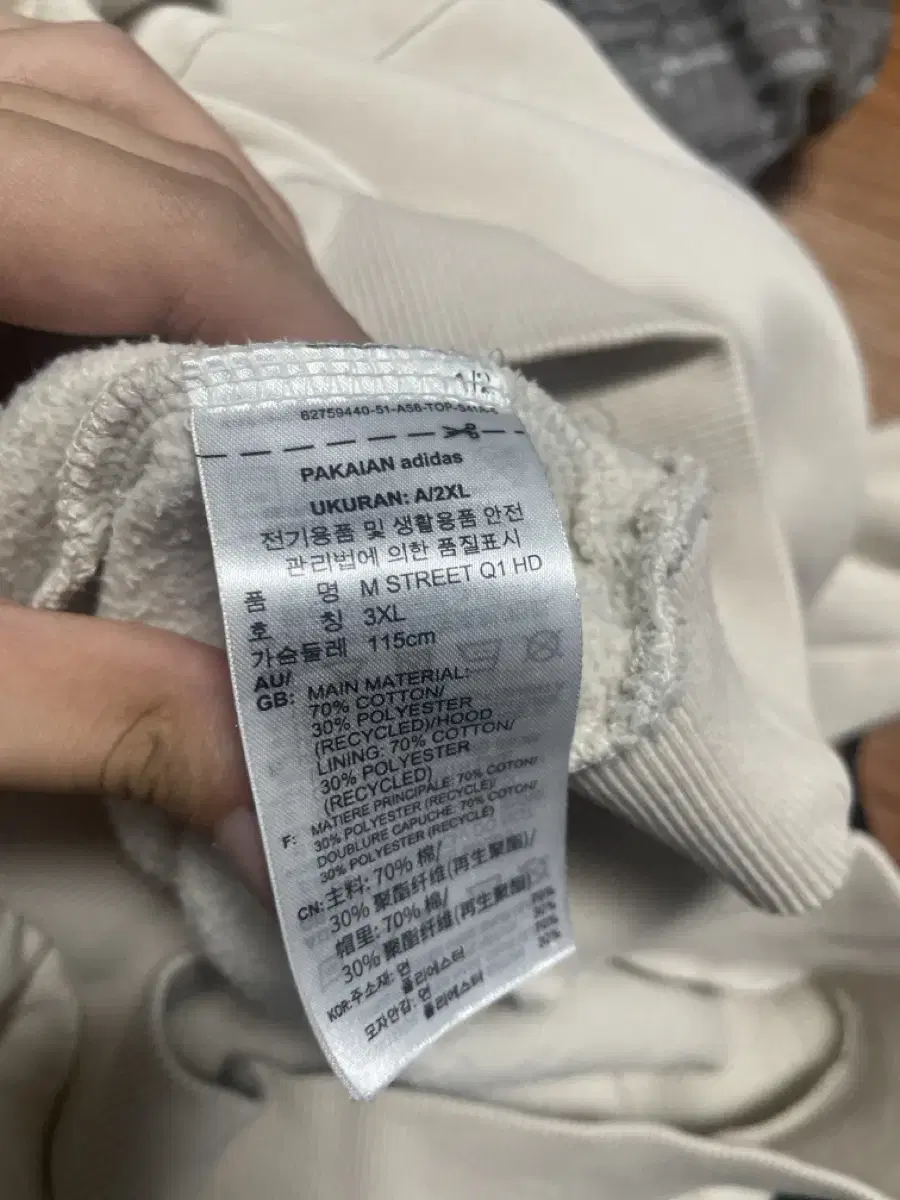 1/2
62759440-51-A56-TOP-S41A-6
PAKAIAN adidas
UKURAN: A/2XL
전기용품 및 생활용품 안전
관리법에 의한 품질표시
품 명 M STREET Q1 HD
호 칭 3XL
가슴둘레 115cm
AU/
GB: MAIN MATERIAL:
70% COTTON/
30% POLYESTER
(RECYCLED)/HOOD
LINING: 70% COTTON/
30% POLYESTER
(RECYCLED)
F: MATIERE PRINCIPALE: 70% COTON/
30% POLYESTER (RECYCLE)/
DOUBLURE CAPUCHE: 70% COTON/
30% POLYESTER (RECYCLE)
CN: 主料: 70% 棉/
30% 聚酯纤维(再生聚酯)/
帽里: 70% 棉/
30% 聚酯纤维(再生聚酯)
KOR:주소재: 면 70%
폴리에스터 30%
모자안감: 면 70%
폴리에스터 30%